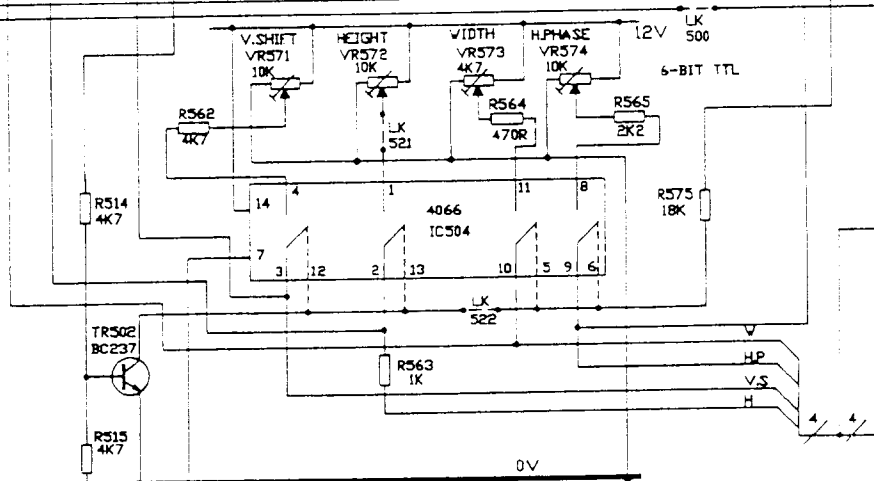 LK
500
12V
V.SHIFT
VR571
10K
HEIGHT
VR572
10K
WIDTH
VR573
4K7
H.PHASE
VR574
10K
6-BIT TTL
R562
4K7
LK
521
R564
470R
R565
2K2
4
1
11
8
R514
4K7
14
4066
IC504
R575
18K
7
3
12
2
13
10
5
9
6
LK
522
TR502
BC237
R563
1K
W
H.P
V.S
H
4
4
R515
4K7
0V